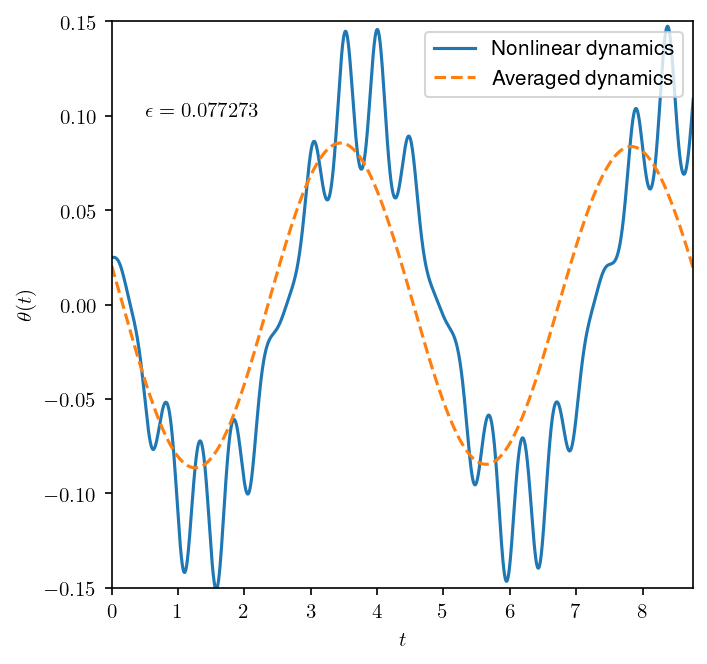 0.15
0.10
0.05
0.00
−0.05
−0.10
−0.15
θ(t)
Nonlinear dynamics
Averaged dynamics
ϵ = 0.077273
0 1 2 3 4 5 6 7 8
t